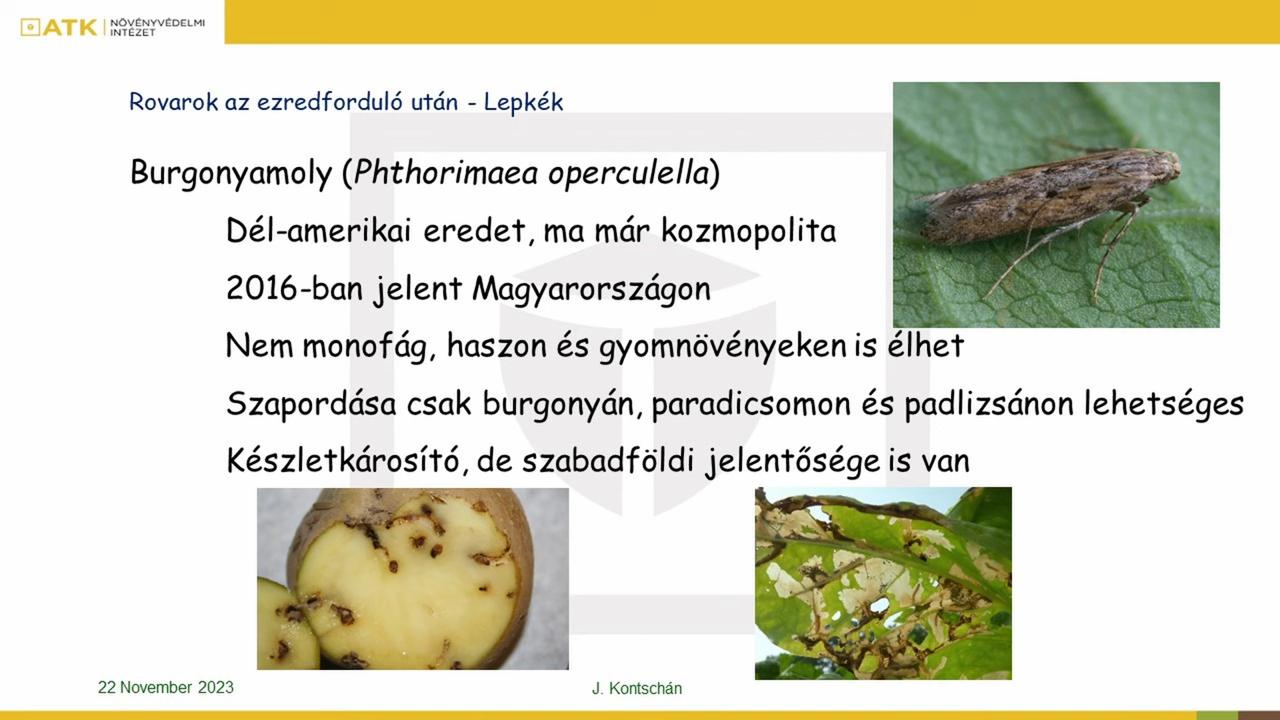 ATK NÖVÉNYVÉDELMI
INTÉZET
Rovarok az ezredforduló után - Lepkék
Burgonyamoly (Phthorimaea operculella)
Dél-amerikai eredet, ma már kozmopolita
2016-ban jelent Magyarországon
Nem monofág, haszon és gyomnövényeken is élhet
Szapordása csak burgonyán, paradicsomon és padlizsánon lehetséges
Készletkárosító, de szabadföldi jelentősége is van
22 November 2023
J. Kontschán